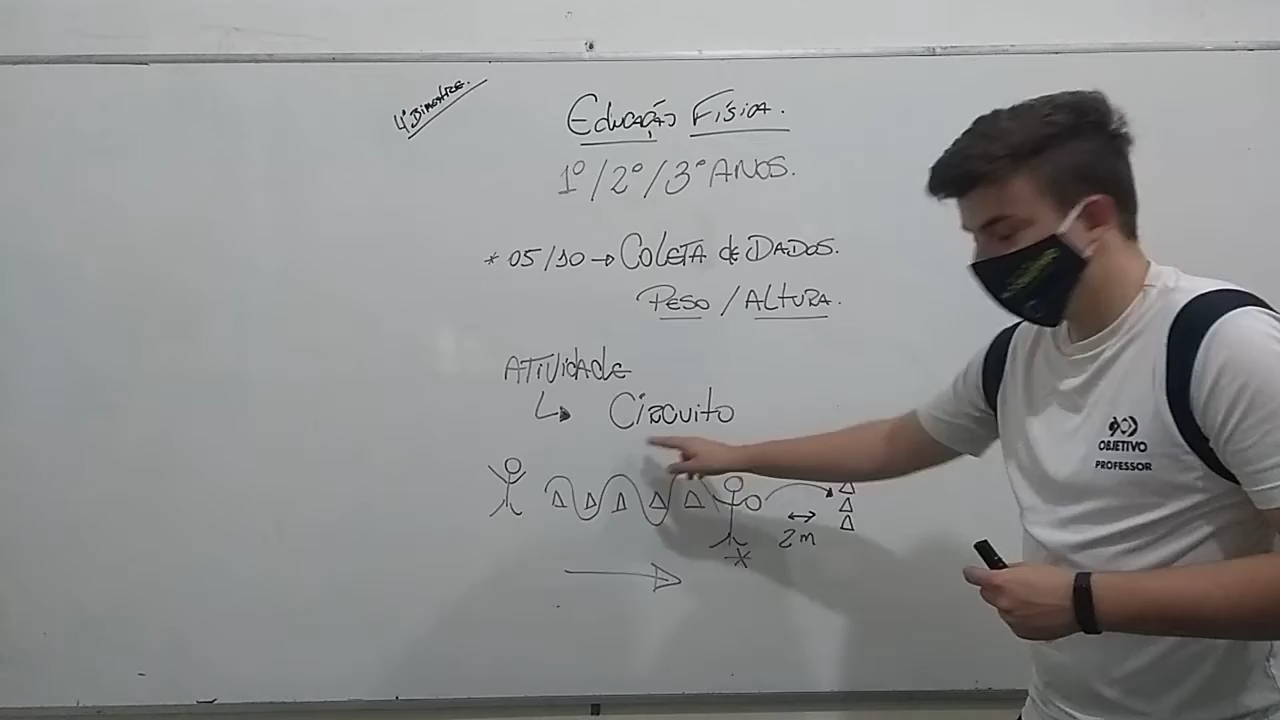 4º Bimestre.
Educação Física.
1º/2º/3º ANOS.
* 05/10 → COLETA de DADOS.
PESO / ALTURA.
ATIVIdAdE
Circuito
2m
OBJETIVO
PROFESSOR